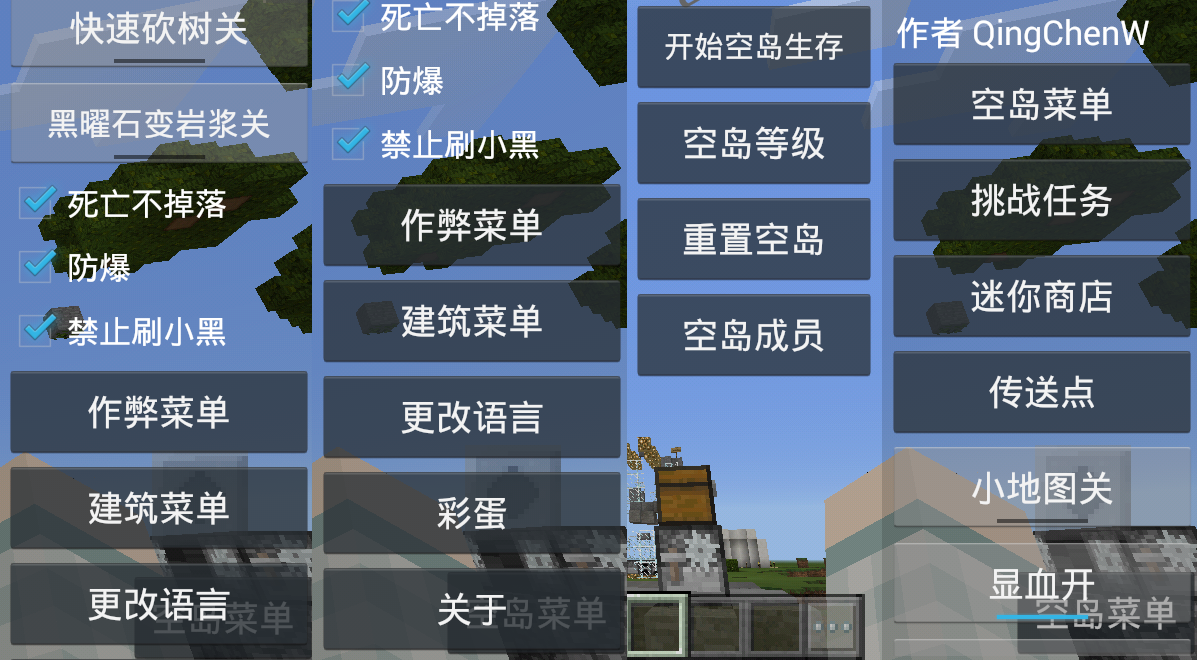 快速砍树关
黑曜石变岩浆关
死亡不掉落
防爆
禁止刷小黑
作弊菜单
建筑菜单
更改语言
空岛菜单
死亡不掉落
防爆
禁止刷小黑
作弊菜单
建筑菜单
更改语言
彩蛋
关于
空岛菜单
开始空岛生存
空岛等级
重置空岛
空岛成员
作者 QingChenW
空岛菜单
挑战任务
迷你商店
传送点
小地图关
显血开
空岛菜单